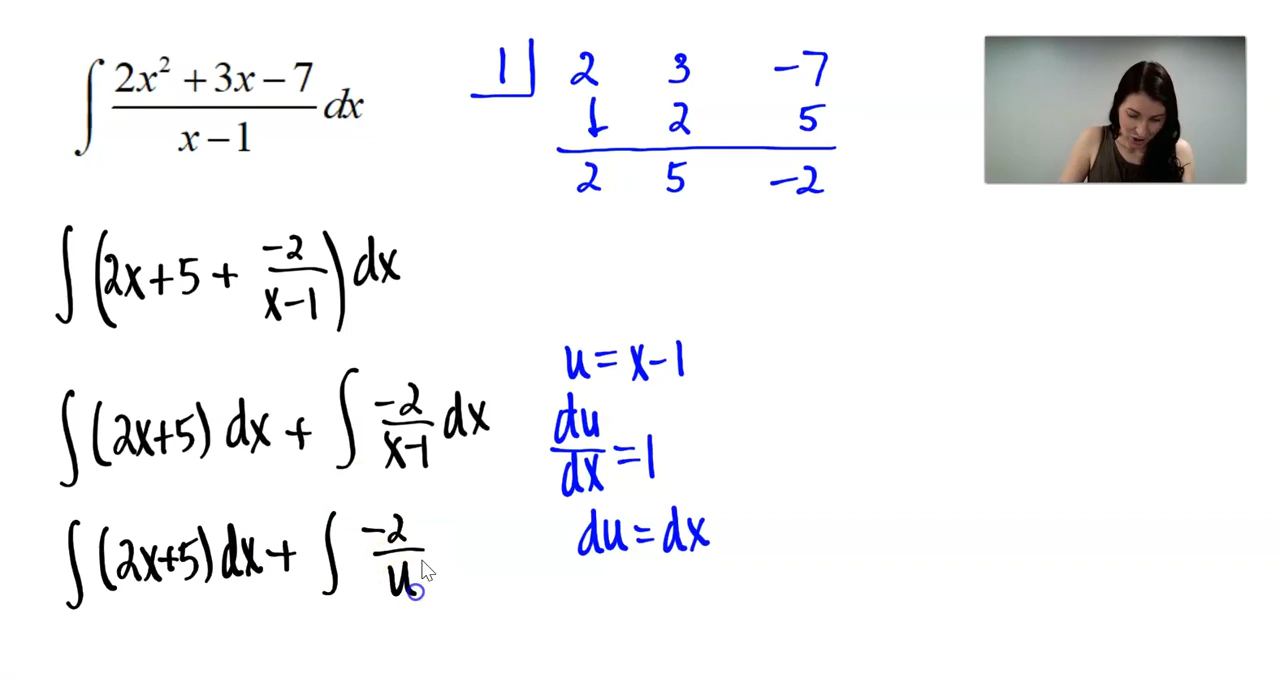 ∫ (2x² + 3x − 7)/(x − 1) dx
1 | 2 3 −7
↓ 2 5
2 5 −2
∫ (2x+5 + −2/(x−1)) dx
∫ (2x+5) dx + ∫ −2/(x−1) dx
∫ (2x+5) dx + ∫ −2/u
u = x−1
du/dx = 1
du = dx